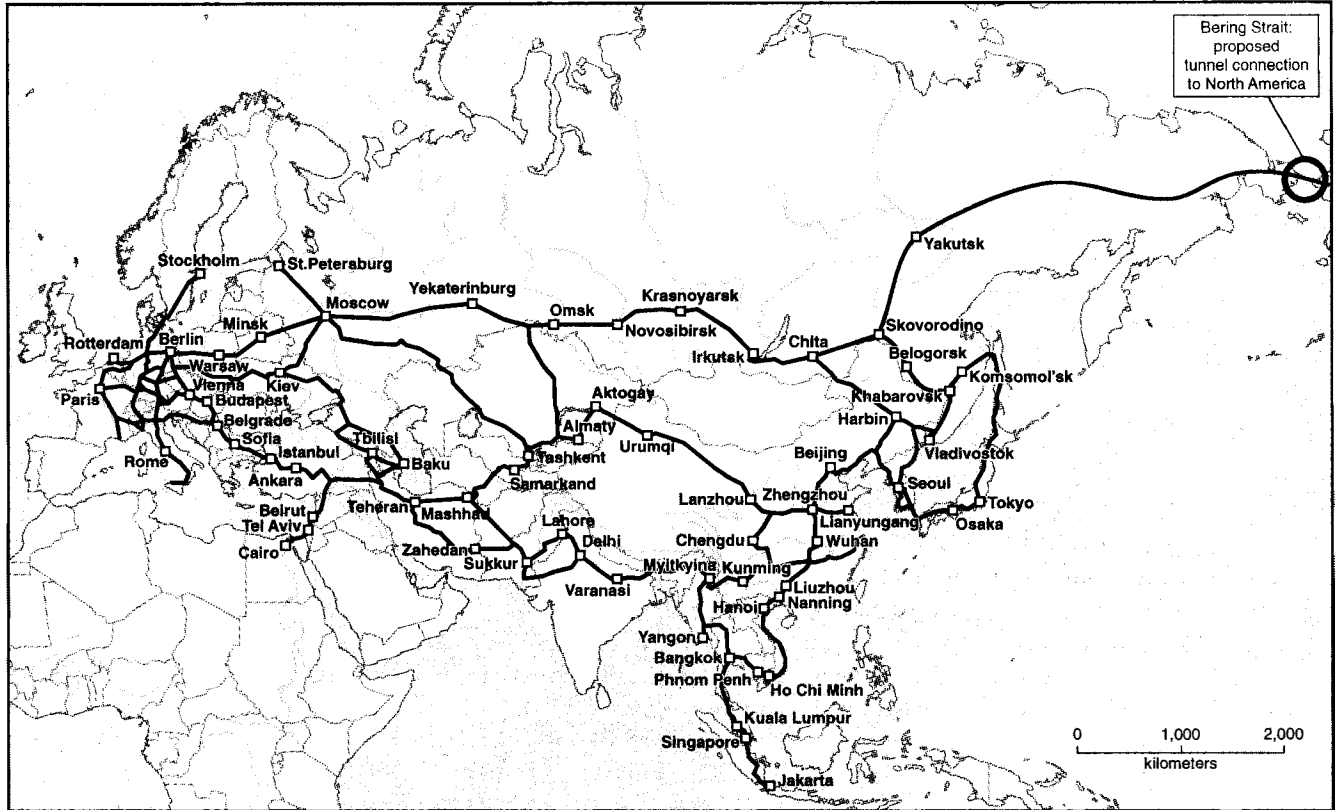 Bering Strait:
proposed
tunnel connection
to North America
Yakutsk
Stockholm
St.Petersburg
Yekaterinburg
Moscow
Omsk
Krasnoyarsk
Novosibirsk
Minsk
Skovorodino
Rotterdam
Berlin
Irkutsk
Chita
Belogorsk
Warsaw
Komsomol'sk
Vienna
Kiev
Paris
Budapest
Aktogay
Khabarovsk
Harbin
Belgrade
Almaty
Sofia
Tbilisi
Urumqi
Vladivostok
Rome
Istanbul
Baku
Tashkent
Beijing
Ankara
Samarkand
Seoul
Teheran
Mashhad
Lanzhou
Zhengzhou
Tokyo
Beirut
Lianyungang
Osaka
Tel Aviv
Lahore
Cairo
Zahedan
Delhi
Chengdu
Wuhan
Sukkur
Myitkyina
Kunming
Varanasi
Liuzhou
Nanning
Hanoi
Yangon
Bangkok
Phnom Penh
Ho Chi Minh
Kuala Lumpur
Singapore
Jakarta
0 1,000 2,000
kilometers